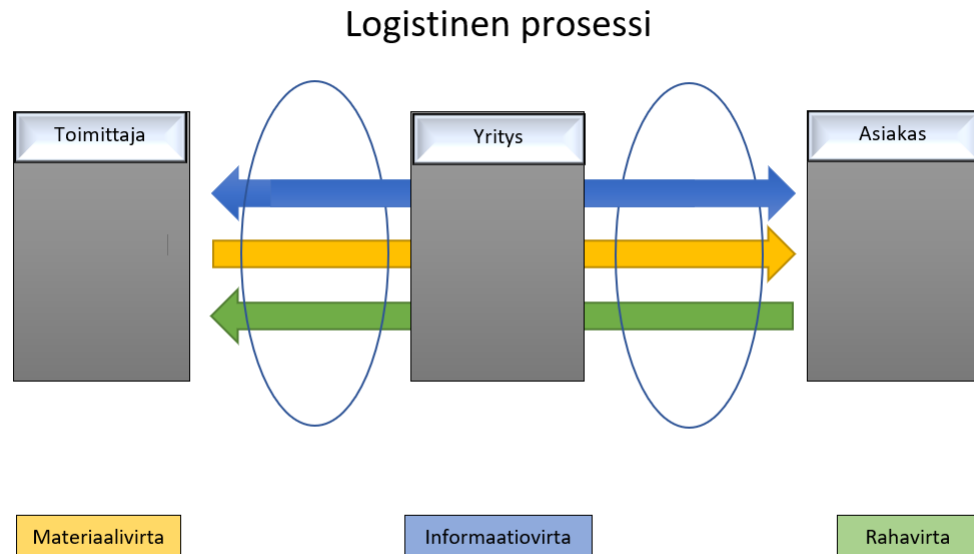 Logistinen prosessi
Toimittaja
Yritys
Asiakas
Materiaalivirta
Informaatiovirta
Rahavirta